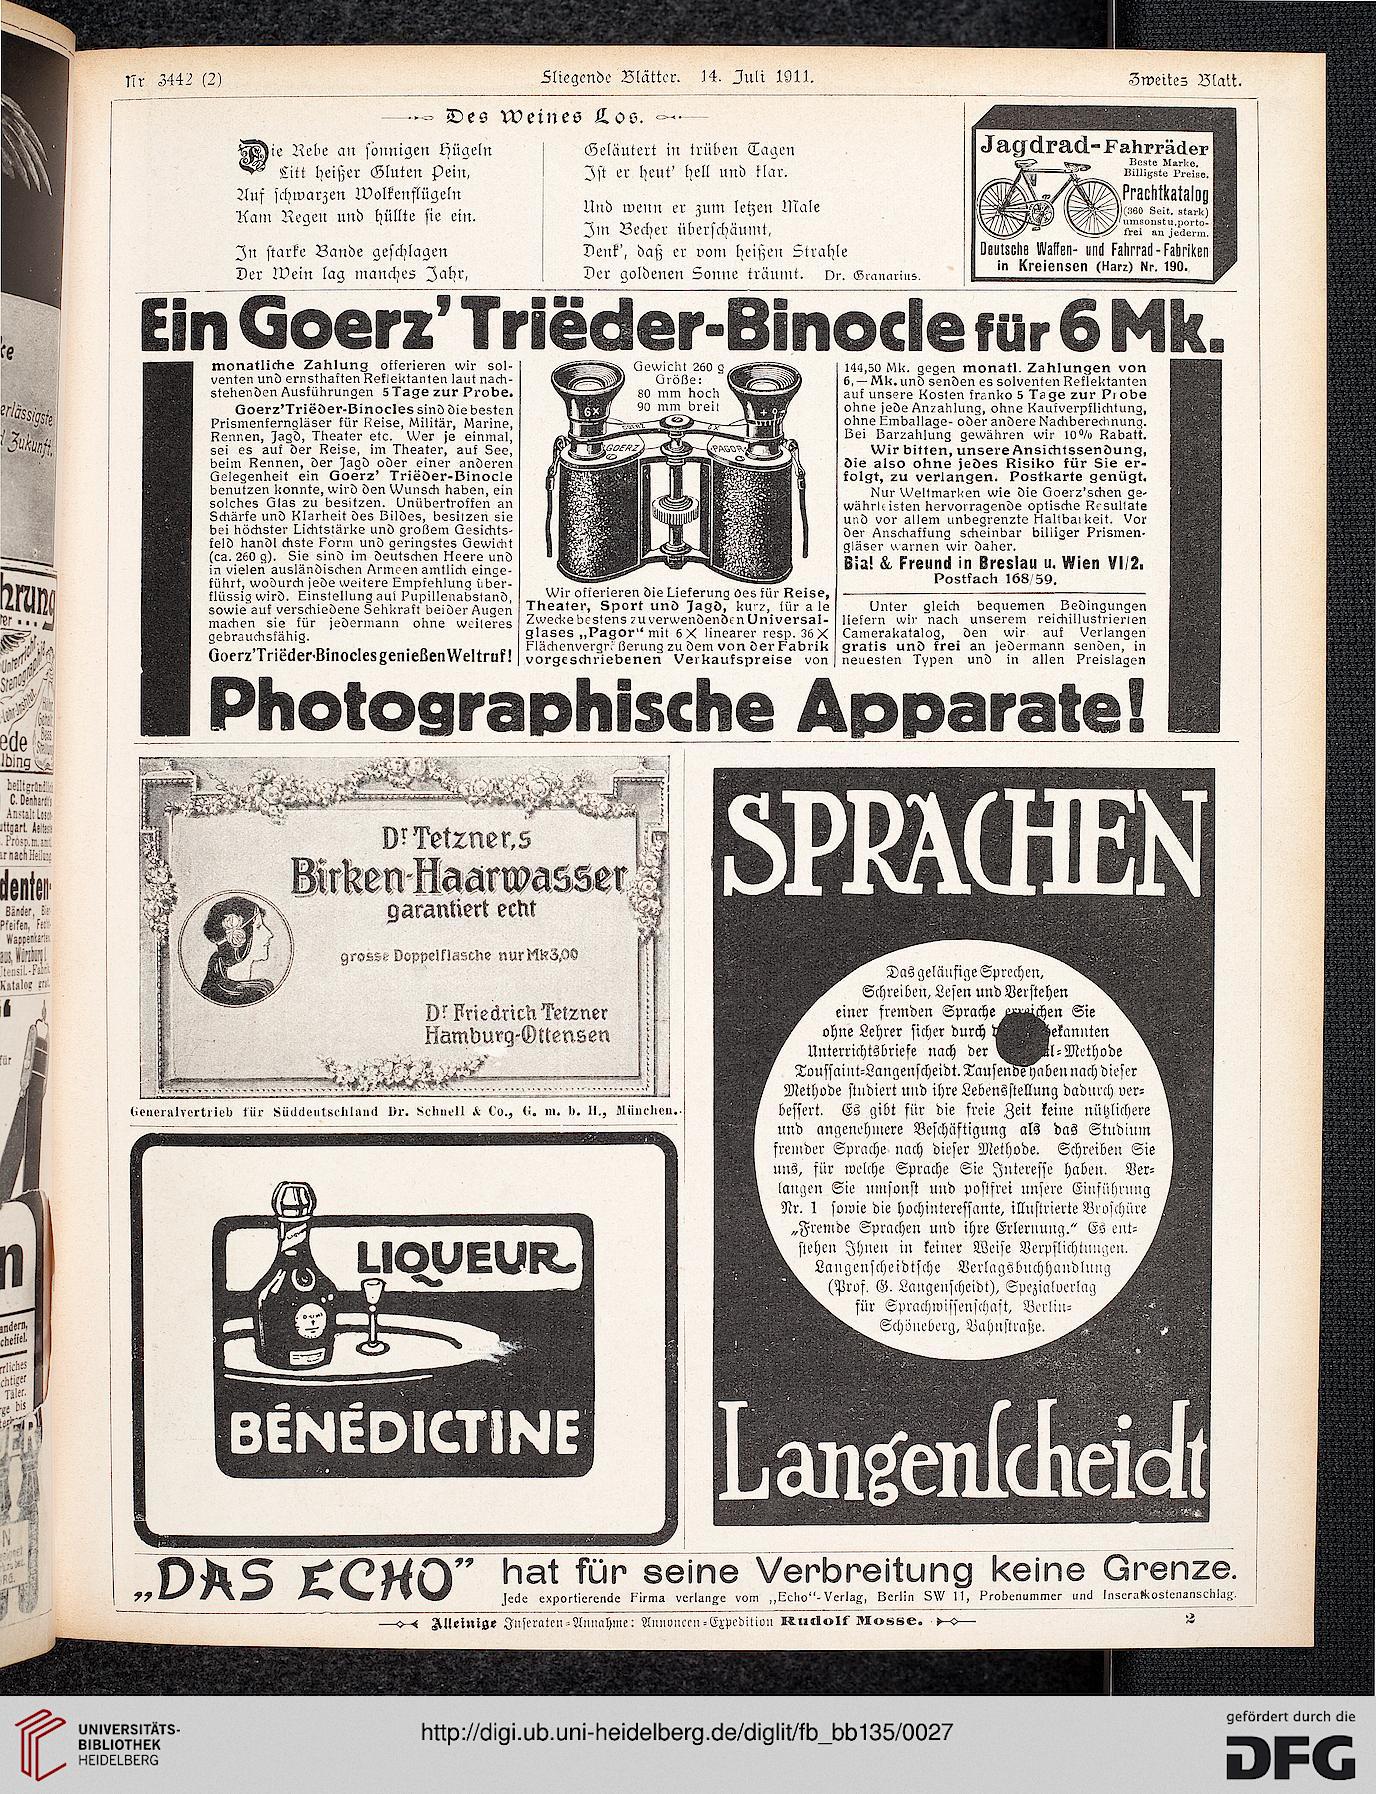 Nr 3442 (2)
Fliegende Blätter. 14. Juli 1911.
Zweites Blatt.
Des Weines Los.
Die Rebe an sonnigen Hügeln
Litt heißer Gluten Pein,
Auf schwarzen Wolkenflügeln
Kam Regen und hüllte sie ein.
In starke Bande geschlagen
Der Wein lag manches Jahr,
Geläutert in trüben Tagen
Ist er heut' hell und klar.
Und wenn er zum letzen Male
Im Becher überschäumt,
Denk', daß er vom heißen Strahle
Der goldenen Sonne träumt. Dr. Granarius.
Jagdrad-Fahrräder
Beste Marke.
Billigste Preise.
Prachtkatalog
(360 Seit. stark)
umsonst u. porto-
frei an jederm.
Deutsche Waffen- und Fahrrad-Fabriken
in Kreiensen (Harz) Nr. 190.
Ein Goerz' Triëder-Binocle für 6 Mk.
monatliche Zahlung offerieren wir sol-
venten und ernsthaften Reflektanten laut nach-
stehenden Ausführungen 5 Tage zur Probe.
Goerz' Triëder-Binocles sind die besten
Prismenferngläser für Reise, Militär, Marine,
Rennen, Jagd, Theater etc. Wer je einmal,
sei es auf der Reise, im Theater, auf See,
beim Rennen, der Jagd oder einer anderen
Gelegenheit ein Goerz' Triëder-Binocle
benutzen konnte, wird den Wunsch haben, ein
solches Glas zu besitzen. Unübertroffen an
Schärfe und Klarheit des Bildes, besitzen sie
bei höchster Lichtstärke und großem Gesichts-
feld handlichste Form und geringstes Gewicht
(ca. 260 g). Sie sind im deutschen Heere und
in vielen ausländischen Armeen amtlich einge-
führt, wodurch jede weitere Empfehlung über-
flüssig wird. Einstellung auf Pupillenabstand,
sowie auf verschiedene Sehkraft beider Augen
machen sie für jedermann ohne weiteres
gebrauchsfähig.
Goerz' Triëder-Binocles genießen Weltruf!
Gewicht 260 g
Größe:
80 mm hoch
90 mm breit
6X
GOERZ
PAGOR
Wir offerieren die Lieferung des für Reise,
Theater, Sport und Jagd, kurz, für alle
Zwecke bestens zu verwendenden Universal-
glases „Pagor“ mit 6 X linearer resp. 36 X
Flächenvergrößerung zu dem von der Fabrik
vorgeschriebenen Verkaufspreise von
144,50 Mk. gegen monatl. Zahlungen von
6,— Mk. und senden es solventen Reflektanten
auf unsere Kosten franko 5 Tage zur Probe
ohne jede Anzahlung, ohne Kaufverpflichtung,
ohne Emballage- oder andere Nachberechnung.
Bei Barzahlung gewähren wir 10% Rabatt.
Wir bitten, unsere Ansichtssendung,
die also ohne jedes Risiko für Sie er-
folgt, zu verlangen. Postkarte genügt.
Nur Weltmarken wie die Goerz'schen ge-
währleisten hervorragende optische Resultate
und vor allem unbegrenzte Haltbarkeit. Vor
der Anschaffung scheinbar billiger Prismen-
gläser warnen wir daher.
Bial & Freund in Breslau u. Wien VI/2.
Postfach 168/59.
Unter gleich bequemen Bedingungen
liefern wir nach unserem reichillustrierten
Camerakatalog, den wir auf Verlangen
gratis und frei an jedermann senden, in
neuesten Typen und in allen Preislagen
Photographische Apparate!
Dr Tetzner,s
Birken-Haarwasser
garantiert echt
grosse Doppelflasche nur Mk 3,00
Dr Friedrich Tetzner
Hamburg-Ottensen
Generalvertrieb für Süddeutschland Dr. Schnell & Co., G. m. b. H., München.
LIQUEUR
BÉNÉDICTINE
SPRACHEN
Das geläufige Sprechen,
Schreiben, Lesen und Verstehen
einer fremden Sprache erreichen Sie
ohne Lehrer sicher durch bekannten
Unterrichtsbriefe nach der l-Methode
Toussaint-Langenscheidt. Tausende haben nach dieser
Methode studiert und ihre Lebensstellung dadurch ver-
bessert. Es gibt für die freie Zeit keine nützlichere
und angenehmere Beschäftigung als das Studium
fremder Sprache nach dieser Methode. Schreiben Sie
uns, für welche Sprache Sie Interesse haben. Ver-
langen Sie umsonst und postfrei unsere Einführung
Nr. 1 sowie die hochinteressante, illustrierte Broschüre
„Fremde Sprachen und ihre Erlernung.“ Es ent-
stehen Ihnen in keiner Weise Verpflichtungen.
Langenscheidtsche Verlagsbuchhandlung
(Prof. G. Langenscheidt), Spezialverlag
für Sprachwissenschaft, Berlin-
Schöneberg, Bahnstraße.
Langenscheidt
„DAS ECHO” hat für seine Verbreitung keine Grenze.
Jede exportierende Firma verlange vom „Echo“-Verlag, Berlin SW 11, Probenummer und Inseratkostenanschlag.
Alleinige Inseraten-Annahme: Annoncen-Expedition Rudolf Mosse.
2
UNIVERSITÄTS-
BIBLIOTHEK
HEIDELBERG
http://digi.ub.uni-heidelberg.de/diglit/fb_bb135/0027
gefördert durch die
DFG